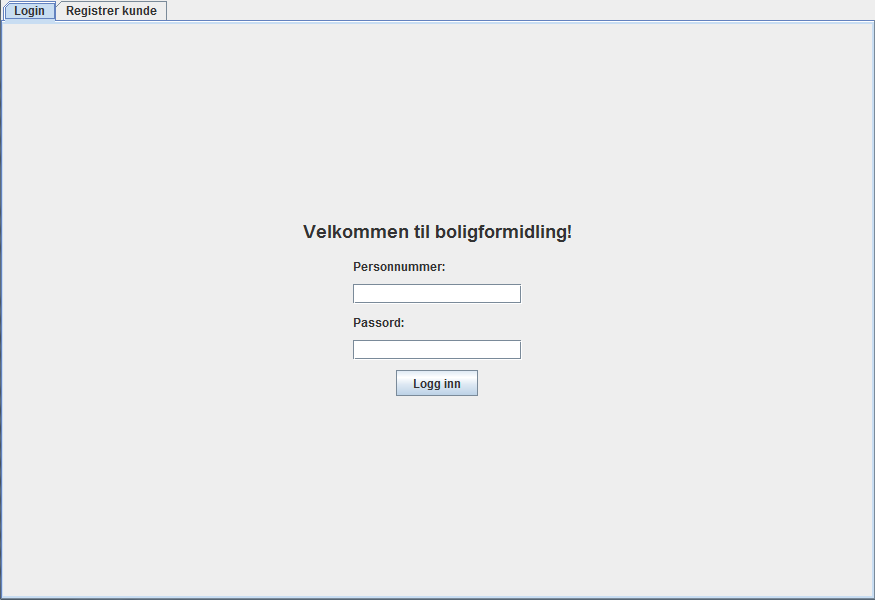 Login
Registrer kunde
Velkommen til boligformidling!
Personnummer:
Passord:
Logg inn